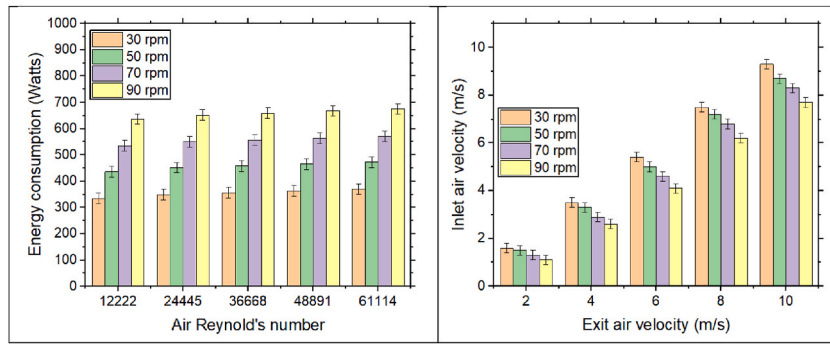 1000
900
800
700
600
500
400
300
200
100
0
Energy consumption (Watts)
30 rpm
50 rpm
70 rpm
90 rpm
12222 24445 36668 48891 61114
Air Reynold's number
10
8
6
4
2
0
Inlet air velocity (m/s)
30 rpm
50 rpm
70 rpm
90 rpm
2 4 6 8 10
Exit air velocity (m/s)